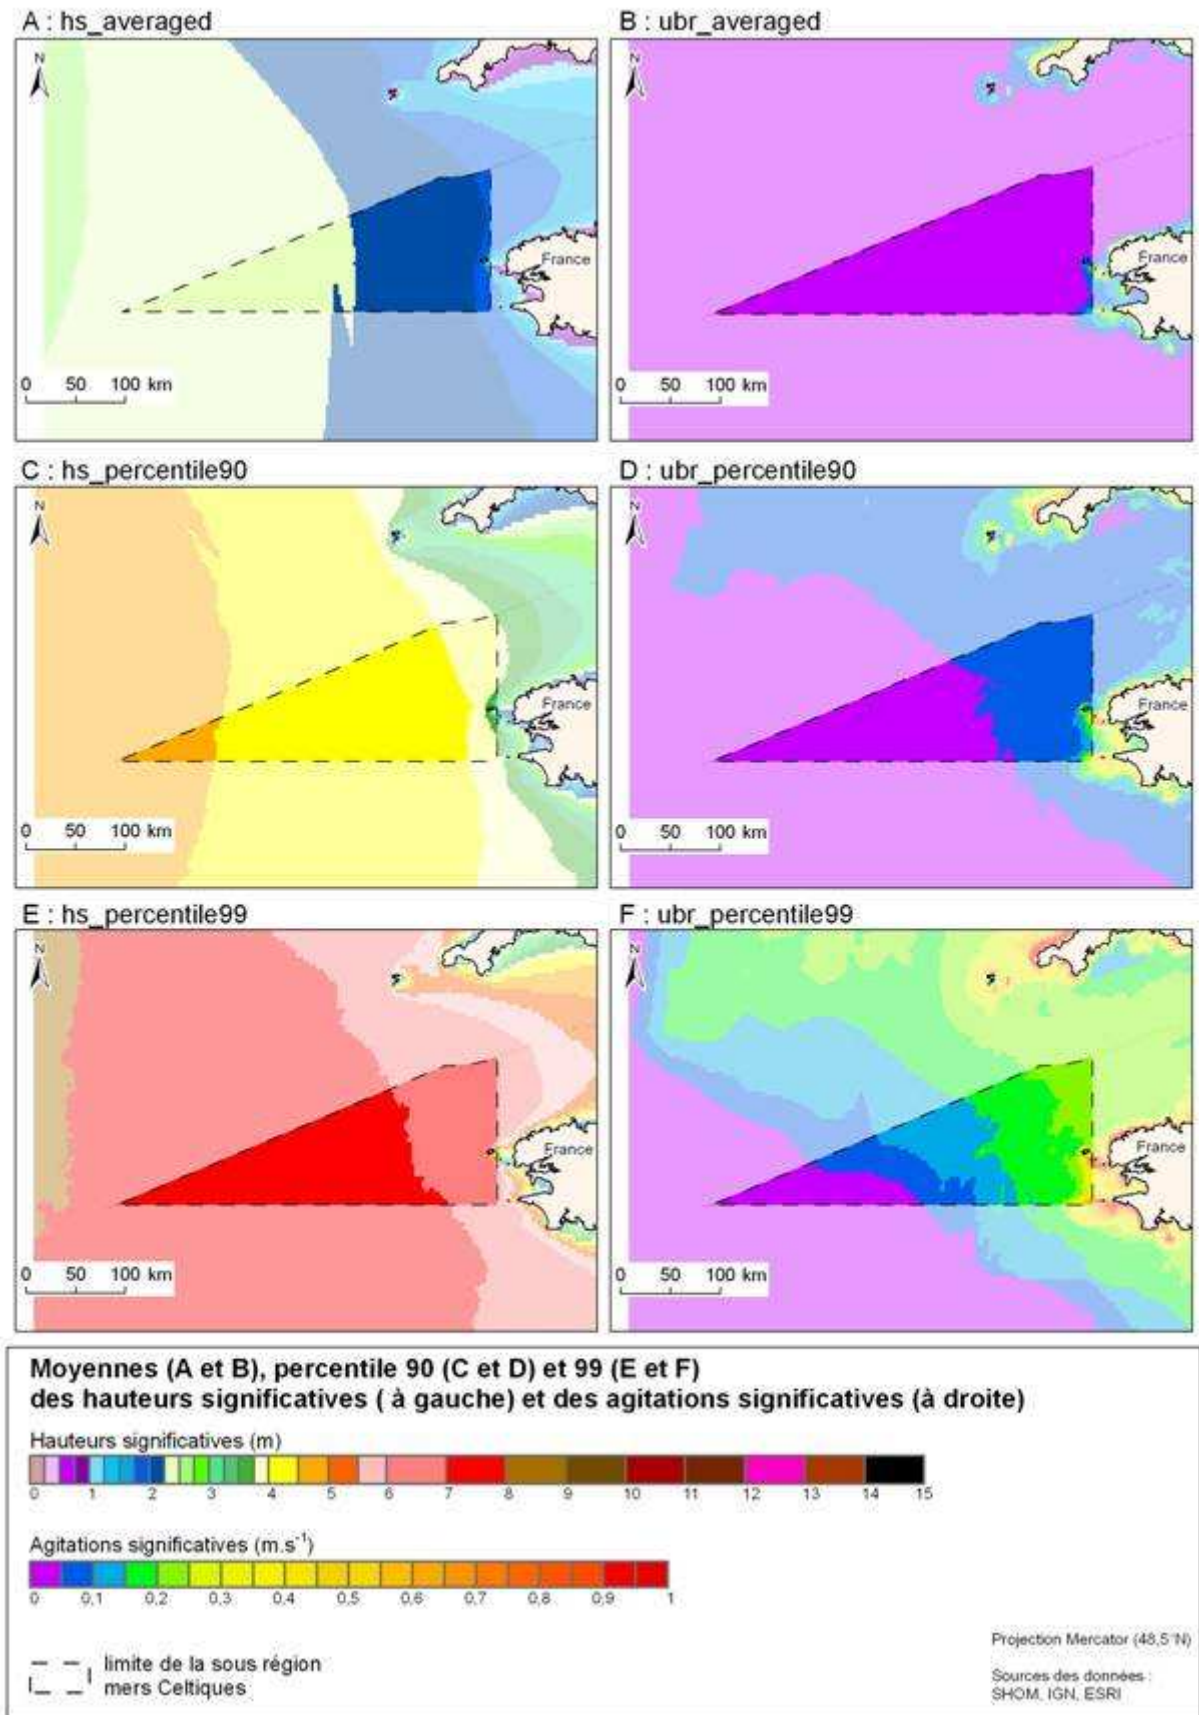 A : hs_averaged
B : ubr_averaged
N
France
0 50 100 km
N
France
0 50 100 km
C : hs_percentile90
D : ubr_percentile90
N
France
0 50 100 km
N
France
0 50 100 km
E : hs_percentile99
F : ubr_percentile99
N
France
0 50 100 km
N
France
0 50 100 km
Moyennes (A et B), percentile 90 (C et D) et 99 (E et F)
des hauteurs significatives ( à gauche) et des agitations significatives (à droite)
Hauteurs significatives (m)
0 1 2 3 4 5 6 7 8 9 10 11 12 13 14 15
Agitations significatives (m.s⁻¹)
0 0,1 0,2 0,3 0,4 0,5 0,6 0,7 0,8 0,9 1
limite de la sous région
mers Celtiques
Projection Mercator (48,5°N)
Sources des données :
SHOM, IGN, ESRI